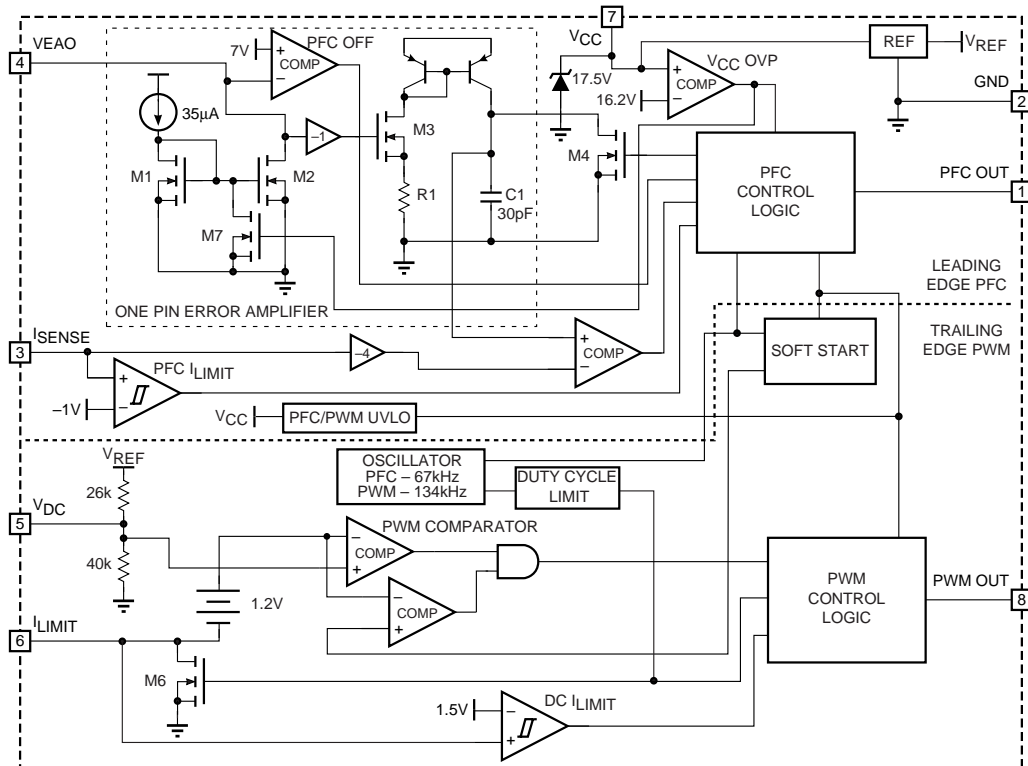 VEAO
4
7V
PFC OFF
COMP
35µA
M1
M2
M7
–1
M3
R1
C1
30pF
ONE PIN ERROR AMPLIFIER
7
VCC
17.5V
16.2V
VCC OVP
COMP
M4
REF
VREF
GND
2
PFC
CONTROL
LOGIC
PFC OUT
1
LEADING
EDGE PFC
TRAILING
EDGE PWM
ISENSE
3
–4
COMP
SOFT START
PFC ILIMIT
–1V
VCC
PFC/PWM UVLO
VREF
26k
VDC
5
40k
OSCILLATOR
PFC – 67kHz
PWM – 134kHz
DUTY CYCLE
LIMIT
PWM COMPARATOR
COMP
COMP
1.2V
PWM
CONTROL
LOGIC
PWM OUT
8
ILIMIT
6
M6
1.5V
DC ILIMIT